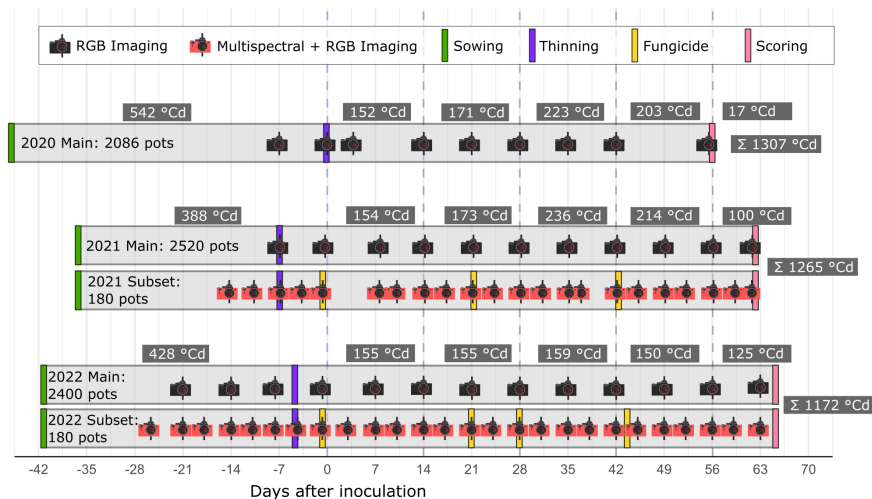 RGB Imaging Multispectral + RGB Imaging Sowing Thinning Fungicide Scoring
542 °Cd 152 °Cd 171 °Cd 223 °Cd 203 °Cd 17 °Cd
2020 Main: 2086 pots
Σ 1307 °Cd
388 °Cd 154 °Cd 173 °Cd 236 °Cd 214 °Cd 100 °Cd
2021 Main: 2520 pots
Σ 1265 °Cd
2021 Subset:
180 pots
428 °Cd 155 °Cd 155 °Cd 159 °Cd 150 °Cd 125 °Cd
2022 Main:
2400 pots
Σ 1172 °Cd
2022 Subset:
180 pots
-42 -35 -28 -21 -14 -7 0 7 14 21 28 35 42 49 56 63 70
Days after inoculation